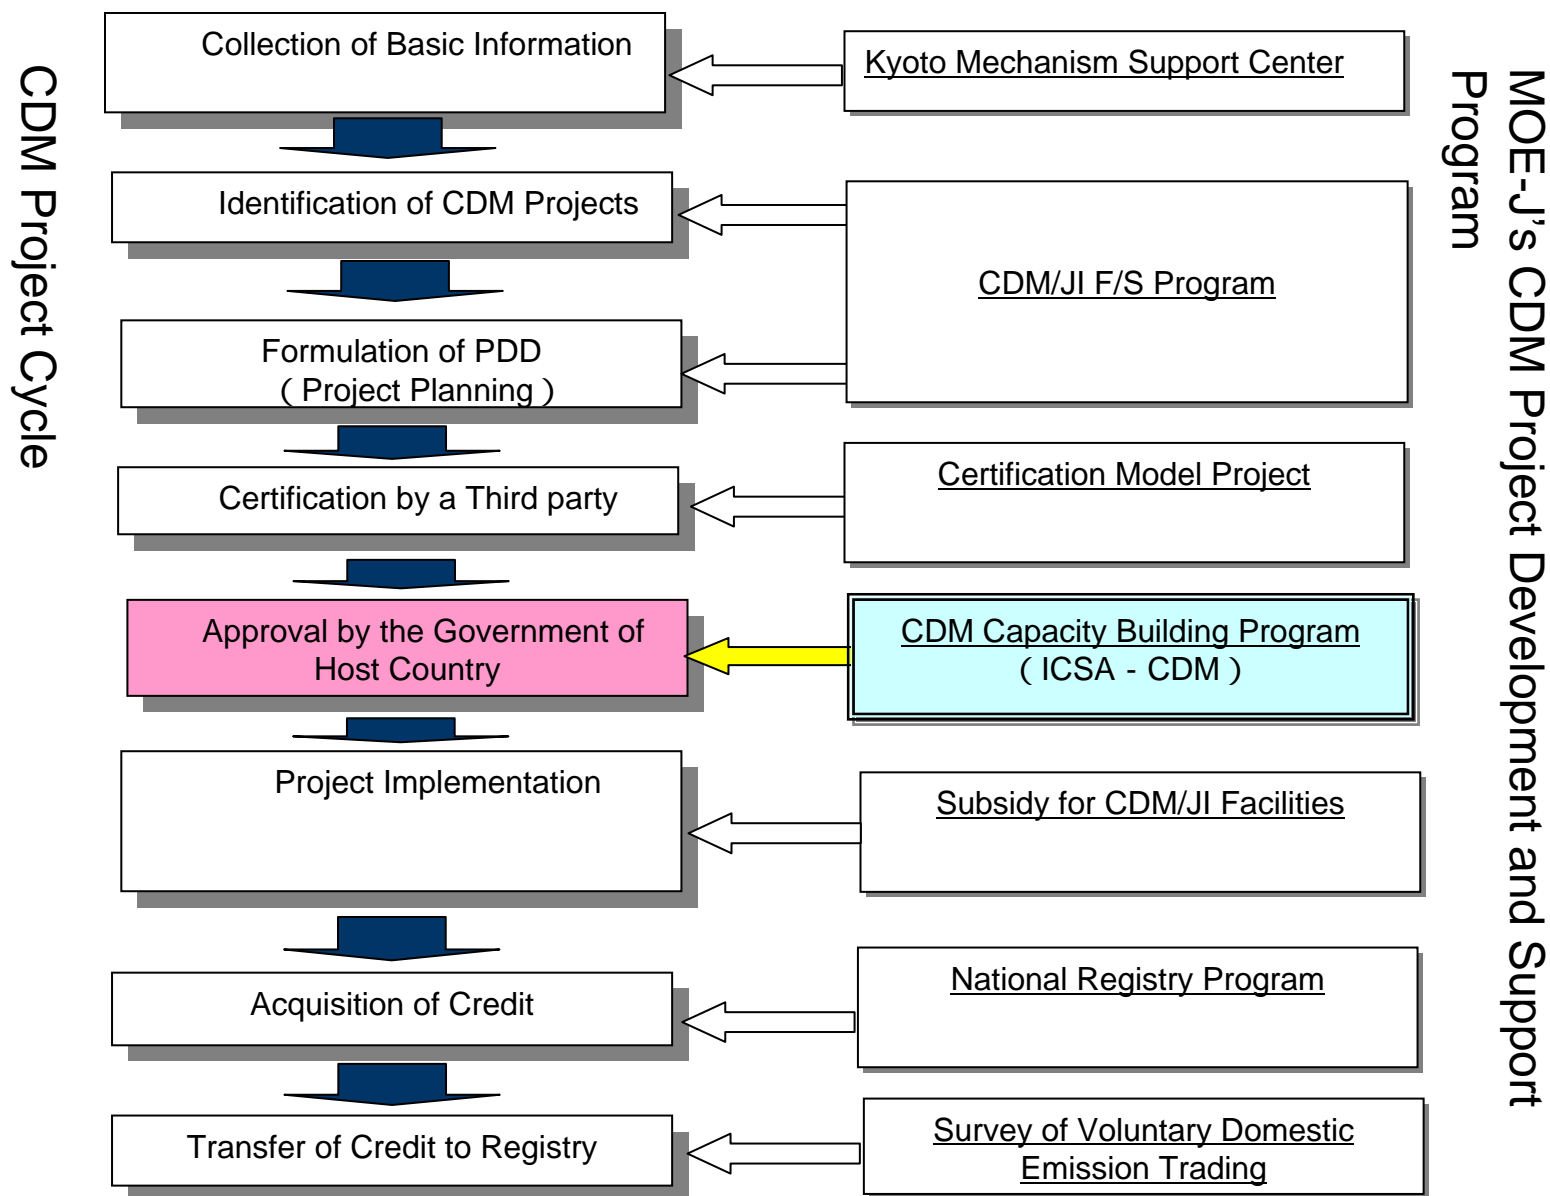 CDM Project Cycle
Collection of Basic Information
Kyoto Mechanism Support Center
Identification of CDM Projects
CDM/JI F/S Program
Formulation of PDD
( Project Planning )
Certification by a Third party
Certification Model Project
Approval by the Government of
Host Country
CDM Capacity Building Program
( ICSA - CDM )
Project Implementation
Subsidy for CDM/JI Facilities
Acquisition of Credit
National Registry Program
Transfer of Credit to Registry
Survey of Voluntary Domestic
Emission Trading
MOE-J's CDM Project Development and Support
Program